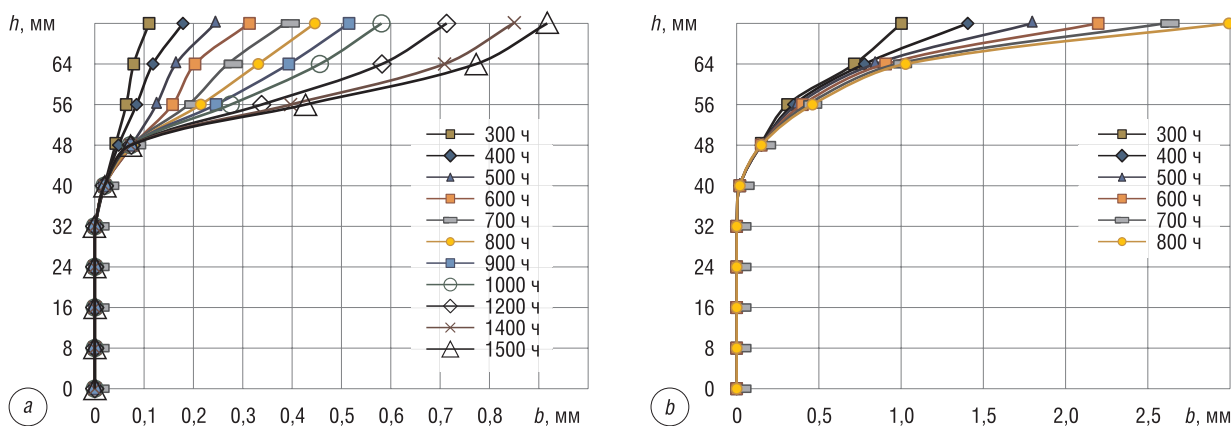 h, мм
64
56
48
40
32
24
16
8
0
0 0,1 0,2 0,3 0,4 0,5 0,6 0,7 0,8 b, мм
300 ч
400 ч
500 ч
600 ч
700 ч
800 ч
900 ч
1000 ч
1200 ч
1400 ч
1500 ч
a
h, мм
64
56
48
40
32
24
16
8
0
0 0,5 1,0 1,5 2,0 2,5 b, мм
300 ч
400 ч
500 ч
600 ч
700 ч
800 ч
b